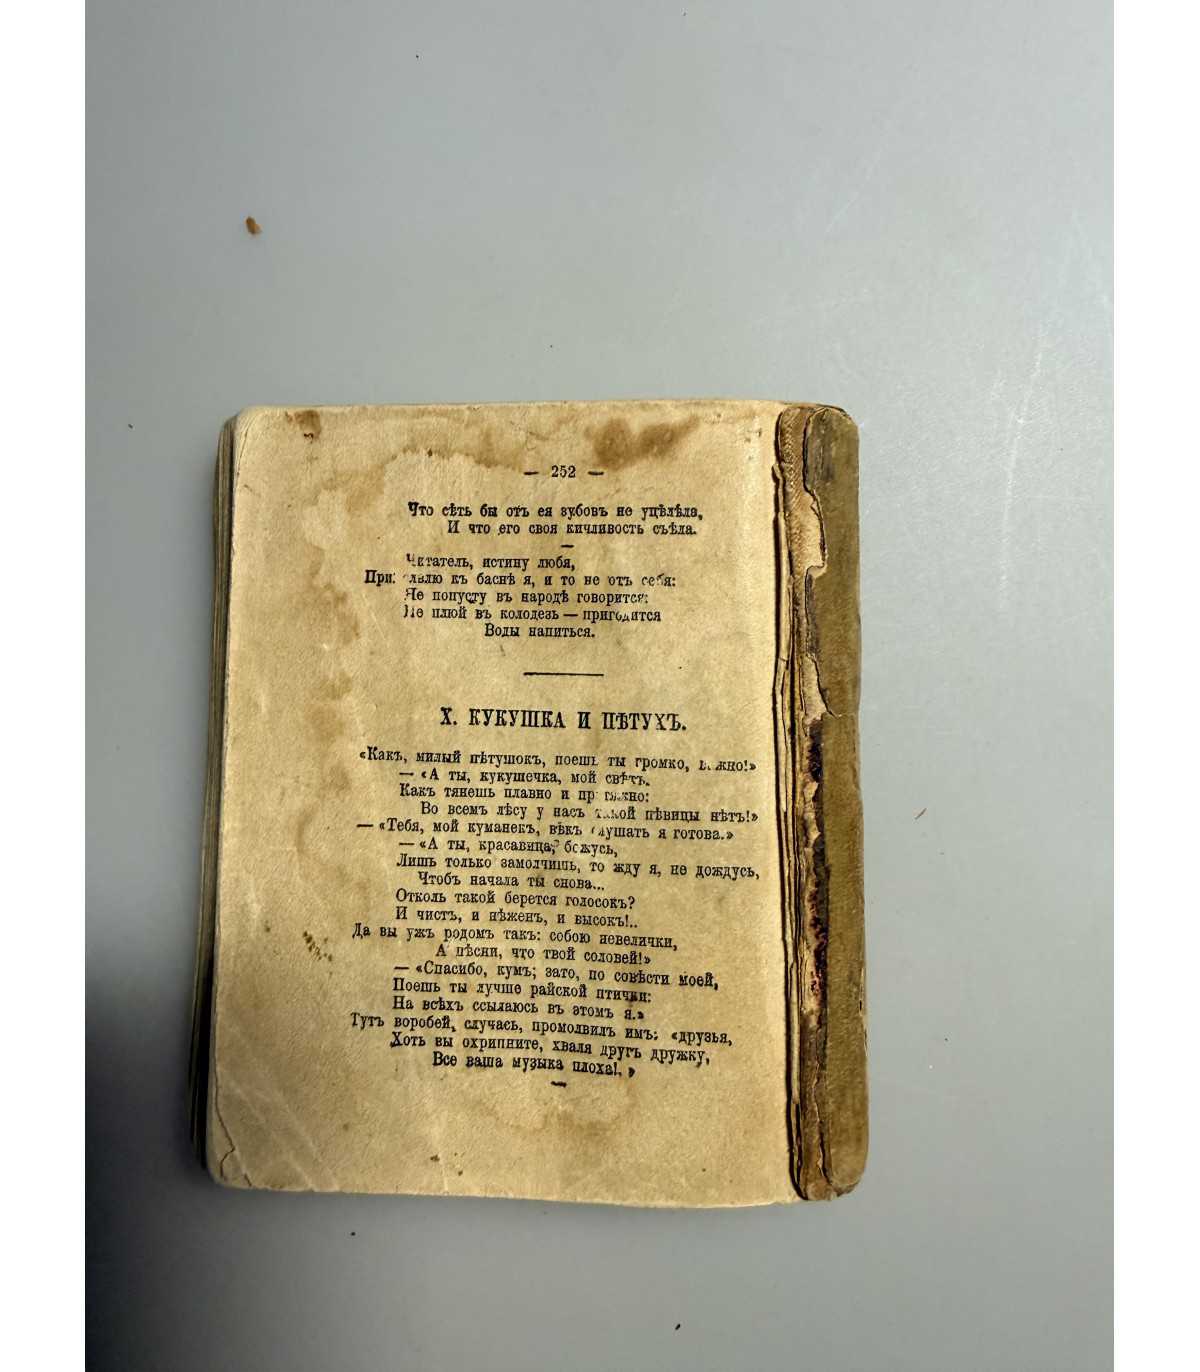 — 252 —
Что сѣть бы отъ ея зубовъ не уцѣлѣла,
И что его своя кичливость съѣла.
Читатель, истину любя,
лвлю къ баснѣ я, и то не отъ себя:
Не попусту въ народѣ говорится:
Не плюй въ колодезь — пригодится
Воды напиться.
X. КУКУШКА И ПѢТУХЪ.
«Какъ, милый пѣтушокъ, поешь ты громко, важно!»
— «А ты, кукушечка, мой свѣтъ,
Какъ тянешь плавно и протяжно:
Во всемъ лѣсу у насъ такой пѣвицы нѣтъ!»
— «Тебя, мой куманекъ, вѣкъ слушать я готова.»
— «А ты, красавица, божусь,
Лишь только замолчишь, то жду я, не дождусь,
Чтобъ начала ты снова...
Отколь такой берется голосокъ?
И чистъ, и нѣженъ, и высокъ!..
Да вы ужъ родомъ такъ: собою невелички,
А пѣсни, что твой соловей!»
— «Спасибо, кумъ; зато, по совѣсти моей,
Поешь ты лучше райской птички:
На всѣхъ ссылаюсь въ этомъ я.»
Тутъ воробей, случась, промолвилъ имъ: «друзья,
Хоть вы охрипните, хваля другъ дружку,
Все ваша музыка плоха!.»